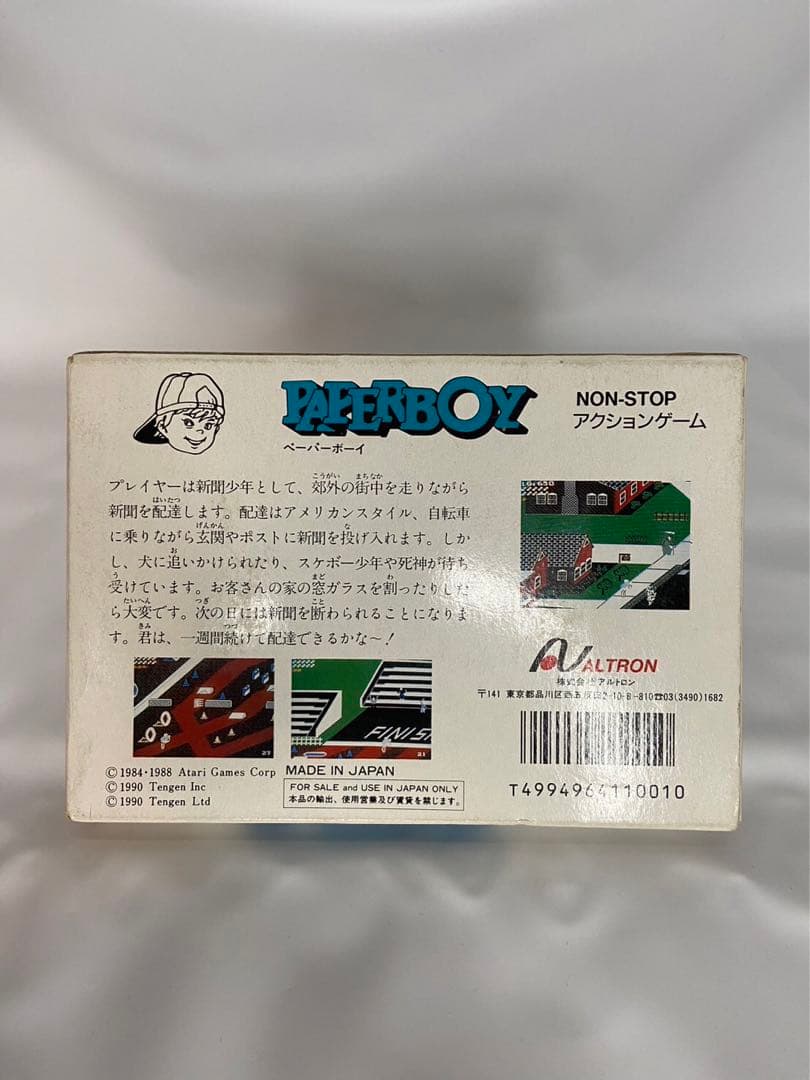 PAPERBOY
ペーパーボーイ
NON-STOP
アクションゲーム
プレイヤーは新聞少年として、郊外の街中を走りながら
新聞を配達します。配達はアメリカンスタイル、自転車
に乗りながら玄関やポストに新聞を投げ入れます。しか
し、犬に追いかけられたり、スケボー少年や死神が待ち
受けています。お客さんの家の窓ガラスを割ったりした
ら大変です。次の日には新聞を断わられることになりま
す。君は、一週間続けて配達できるかな〜!
FINIS
27
21
ALTRON
株式会社アルトロン
〒141 東京都品川区西五反田2-10-8-810☎03(3490)1682
© 1984・1988 Atari Games Corp
© 1990 Tengen Inc
© 1990 Tengen Ltd
MADE IN JAPAN
FOR SALE and USE IN JAPAN ONLY
本品の輸出、使用営業及び賃貸を禁じます。
T4994964110010